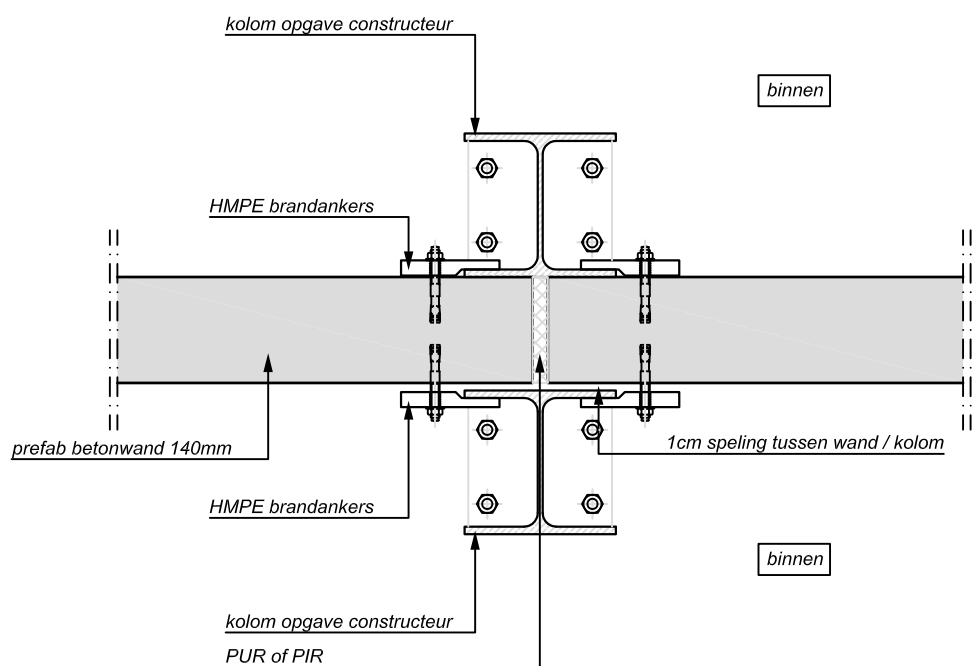 kolom opgave constructeur
binnen
HMPE brandankers
prefab betonwand 140mm
1cm speling tussen wand / kolom
HMPE brandankers
binnen
kolom opgave constructeur
PUR of PIR